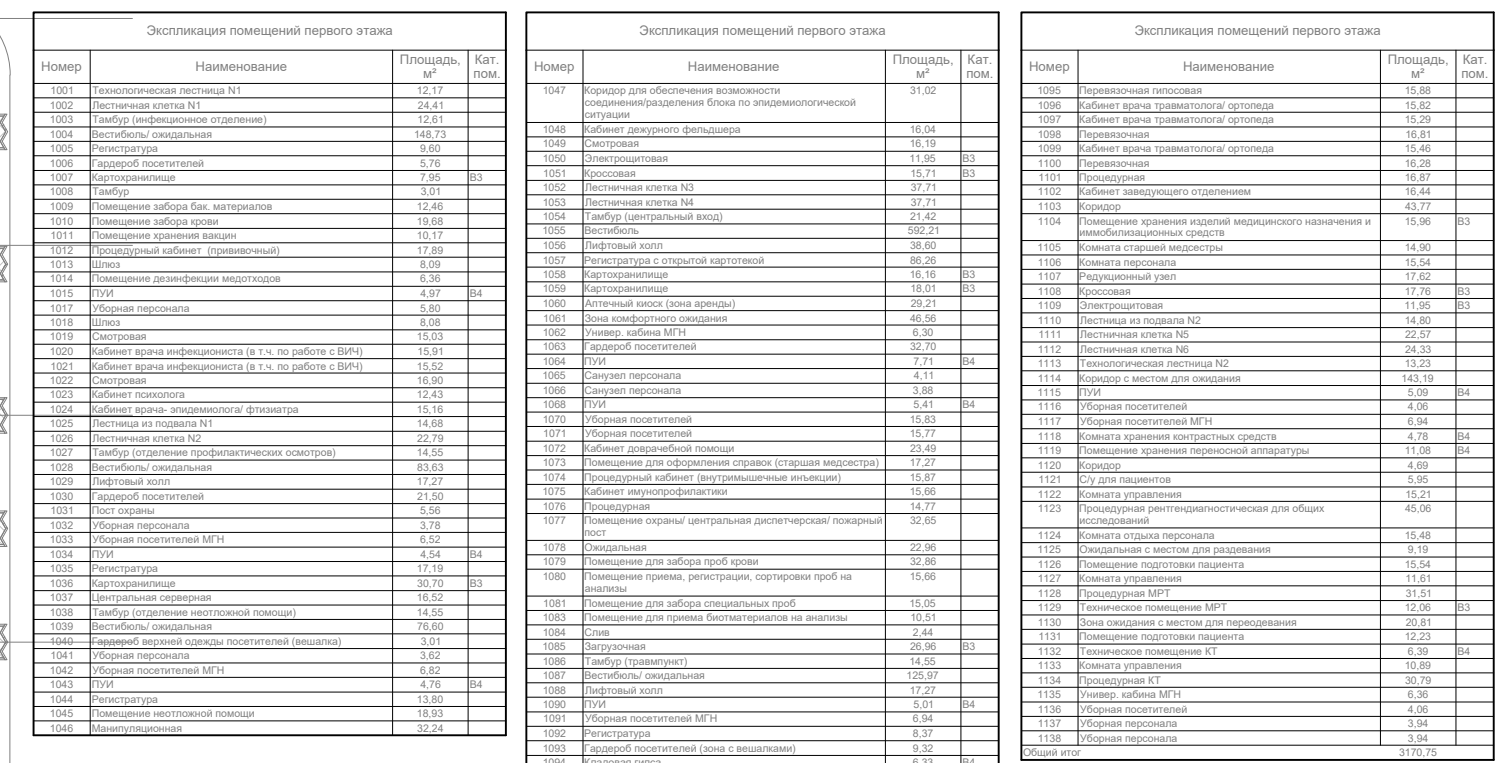 Экспликация помещений первого этажа
Номер Наименование Площадь, м² Кат. пом.
1001 Технологическая лестница N1 12,17
1002 Лестничная клетка N1 24,41
1003 Тамбур (инфекционное отделение) 12,61
1004 Вестибюль/ ожидальная 148,73
1005 Регистратура 9,60
1006 Гардероб посетителей 5,76
1007 Картохранилище 7,95 В3
1008 Тамбур 3,01
1009 Помещение забора бак. материалов 12,46
1010 Помещение забора крови 19,68
1011 Помещение хранения вакцин 10,17
1012 Процедурный кабинет (прививочный) 17,89
1013 Шлюз 8,09
1014 Помещение дезинфекции медотходов 6,36
1015 ПУИ 4,97 В4
1017 Уборная персонала 5,80
1018 Шлюз 8,08
1019 Смотровая 15,03
1020 Кабинет врача инфекциониста (в т.ч. по работе с ВИЧ) 15,91
1021 Кабинет врача инфекциониста (в т.ч. по работе с ВИЧ) 15,52
1022 Смотровая 16,90
1023 Кабинет психолога 12,43
1024 Кабинет врача- эпидемиолога/ фтизиатра 15,16
1025 Лестница из подвала N1 14,68
1026 Лестничная клетка N2 22,79
1027 Тамбур (отделение профилактических осмотров) 14,55
1028 Вестибюль/ ожидальная 83,63
1029 Лифтовый холл 17,27
1030 Гардероб посетителей 21,50
1031 Пост охраны 5,56
1032 Уборная персонала 3,78
1033 Уборная посетителей МГН 6,52
1034 ПУИ 4,54 В4
1035 Регистратура 17,19
1036 Картохранилище 30,70 В3
1037 Центральная серверная 16,52
1038 Тамбур (отделение неотложной помощи) 14,55
1039 Вестибюль/ ожидальная 76,60
1040 Гардероб верхней одежды посетителей (вешалка) 3,01
1041 Уборная персонала 3,62
1042 Уборная посетителей МГН 6,82
1043 ПУИ 4,76 В4
1044 Регистратура 13,80
1045 Помещение неотложной помощи 18,93
1046 Манипуляционная 32,24
Экспликация помещений первого этажа
Номер Наименование Площадь, м² Кат. пом.
1047 Коридор для обеспечения возможности 31,02
соединения/разделения блока по эпидемиологической
ситуации
1048 Кабинет дежурного фельдшера 16,04
1049 Смотровая 16,19
1050 Электрощитовая 11,95 В3
1051 Кроссовая 15,71 В3
1052 Лестничная клетка N3 37,71
1053 Лестничная клетка N4 37,71
1054 Тамбур (центральный вход) 21,42
1055 Вестибюль 592,21
1056 Лифтовый холл 38,60
1057 Регистратура с открытой картотекой 86,26
1058 Картохранилище 16,16 В3
1059 Картохранилище 18,01 В3
1060 Аптечный киоск (зона аренды) 29,21
1061 Зона комфортного ожидания 46,56
1062 Универ. кабина МГН 6,30
1063 Гардероб посетителей 32,70
1064 ПУИ 7,71 В4
1065 Санузел персонала 4,11
1066 Санузел персонала 3,88
1068 ПУИ 5,41 В4
1070 Уборная посетителей 15,83
1071 Уборная посетителей 15,77
1072 Кабинет доврачебной помощи 23,49
1073 Помещение для оформления справок (старшая медсестра) 17,27
1074 Процедурный кабинет (внутримышечные инъекции) 15,87
1075 Кабинет имунопрофилактики 15,66
1076 Процедурная 14,77
1077 Помещение охраны/ центральная диспетчерская/ пожарный 32,65
пост
1078 Ожидальная 22,96
1079 Помещение для забора проб крови 32,86
1080 Помещение приема, регистрации, сортировки проб на 15,66
анализы
1081 Помещение для забора специальных проб 15,05
1083 Помещение для приема биотматериалов на анализы 10,51
1084 Слив 2,44
1085 Загрузочная 26,96 В3
1086 Тамбур (травмпункт) 14,55
1087 Вестибюль/ ожидальная 125,97
1088 Лифтовый холл 17,27
1090 ПУИ 5,01 В4
1091 Уборная посетителей МГН 6,94
1092 Регистратура 8,37
1093 Гардероб посетителей (зона с вешалками) 9,32
1094 Кладовая гипса 6,33 В4
Экспликация помещений первого этажа
Номер Наименование Площадь, м² Кат. пом.
1095 Перевязочная гипсовая 15,88
1096 Кабинет врача травматолога/ ортопеда 15,82
1097 Кабинет врача травматолога/ ортопеда 15,29
1098 Перевязочная 16,81
1099 Кабинет врача травматолога/ ортопеда 15,46
1100 Перевязочная 16,28
1101 Процедурная 16,87
1102 Кабинет заведующего отделением 16,44
1103 Коридор 43,77
1104 Помещение хранения изделий медицинского назначения и 15,96 В3
иммобилизационных средств
1105 Комната старшей медсестры 14,90
1106 Комната персонала 15,54
1107 Редукционный узел 17,62
1108 Кроссовая 17,76 В3
1109 Электрощитовая 11,95 В3
1110 Лестница из подвала N2 14,80
1111 Лестничная клетка N5 22,57
1112 Лестничная клетка N6 24,33
1113 Технологическая лестница N2 13,23
1114 Коридор с местом для ожидания 143,19
1115 ПУИ 5,09 В4
1116 Уборная посетителей 4,06
1117 Уборная посетителей МГН 6,94
1118 Комната хранения контрастных средств 4,78 В4
1119 Помещение хранения переносной аппаратуры 11,08 В4
1120 Коридор 4,69
1121 С/у для пациентов 5,95
1122 Комната управления 15,21
1123 Процедурная рентгендиагностическая для общих 45,06
исследований
1124 Комната отдыха персонала 15,48
1125 Ожидальная с местом для раздевания 9,19
1126 Помещение подготовки пациента 15,54
1127 Комната управления 11,61
1128 Процедурная МРТ 31,51
1129 Техническое помещение МРТ 12,06 В3
1130 Зона ожидания с местом для переодевания 20,81
1131 Помещение подготовки пациента 12,23
1132 Техническое помещение КТ 6,39 В4
1133 Комната управления 10,89
1134 Процедурная КТ 30,79
1135 Универ. кабина МГН 6,36
1136 Уборная посетителей 4,06
1137 Уборная персонала 3,94
1138 Уборная персонала 3,94
Общий итог 3170,75